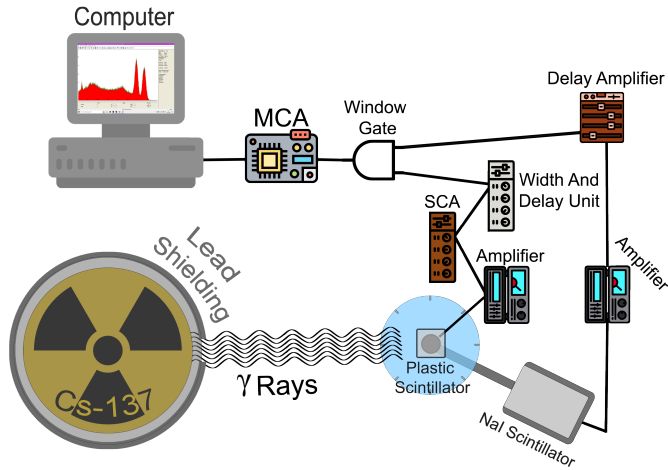 Computer
Delay Amplifier
MCA
Window
Gate
Width And
Delay Unit
SCA
Amplifier
Amplifier
Lead
Shielding
Cs-137
γ Rays
Plastic
Scintillator
NaI Scintillator